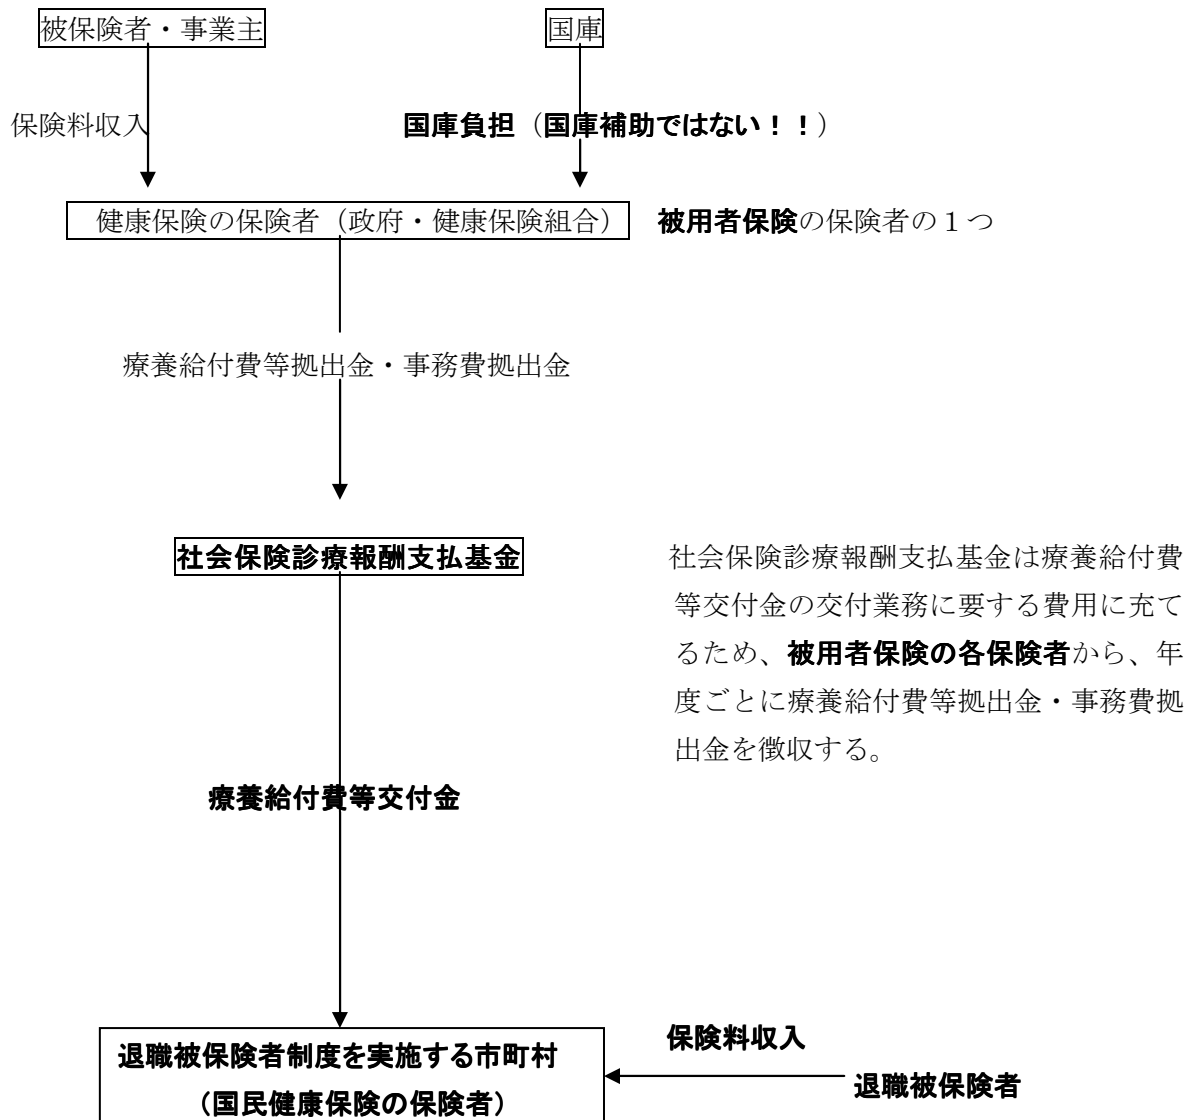 被保険者・事業主
国庫
保険料収入
国庫負担（国庫補助ではない！！）
健康保険の保険者（政府・健康保険組合）
被用者保険の保険者の１つ
療養給付費等拠出金・事務費拠出金
社会保険診療報酬支払基金
社会保険診療報酬支払基金は療養給付費
等交付金の交付業務に要する費用に充て
るため、被用者保険の各保険者から、年
度ごとに療養給付費等拠出金・事務費拠
出金を徴収する。
療養給付費等交付金
退職被保険者制度を実施する市町村
（国民健康保険の保険者）
保険料収入
退職被保険者